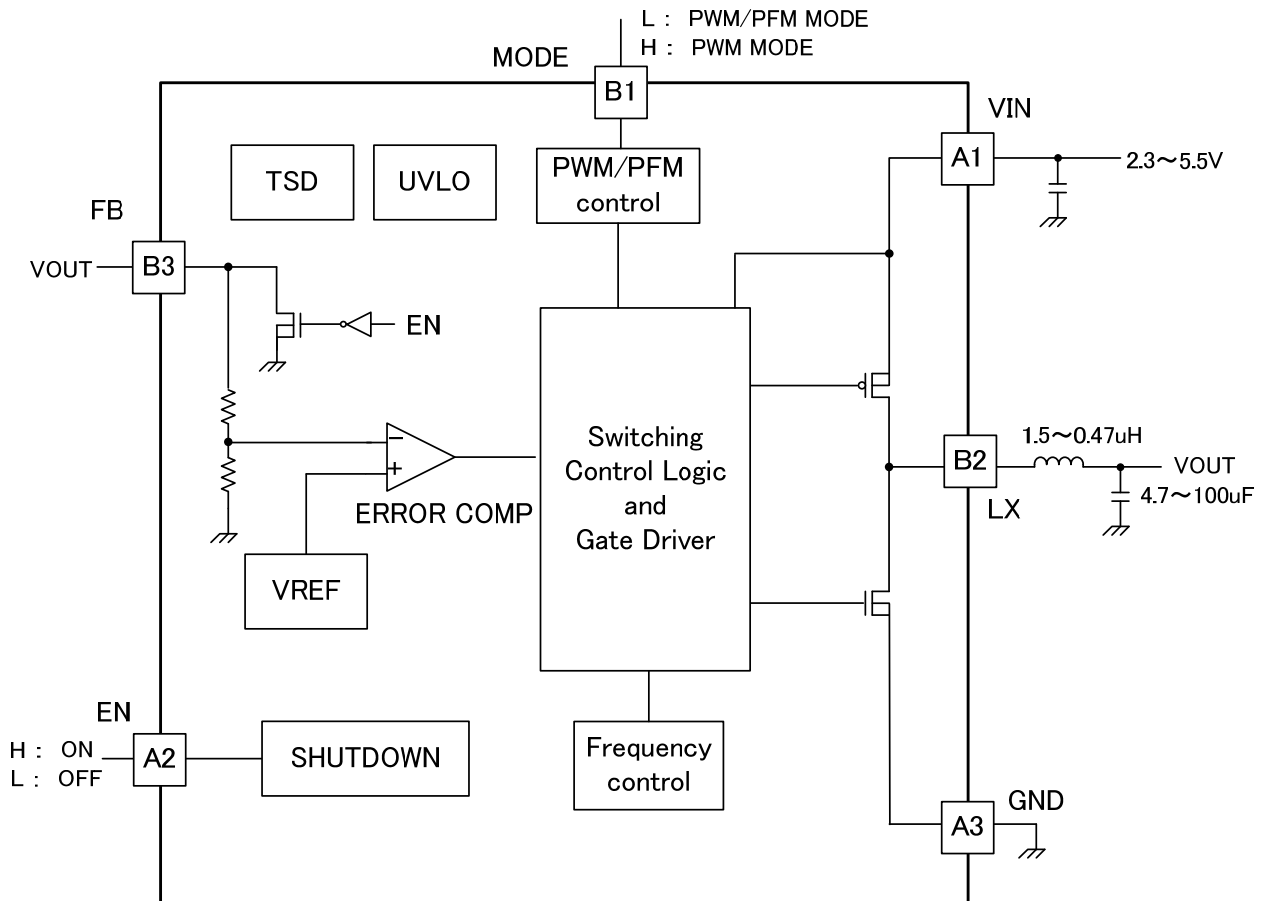 L : PWM/PFM MODE
H : PWM MODE
MODE
B1
VIN
A1
2.3～5.5V
TSD
UVLO
PWM/PFM
control
FB
VOUT
B3
EN
Switching
Control Logic
and
Gate Driver
ERROR COMP
−
+
VREF
1.5～0.47uH
B2
VOUT
LX
4.7～100uF
EN
H : ON
L : OFF
A2
SHUTDOWN
Frequency
control
GND
A3